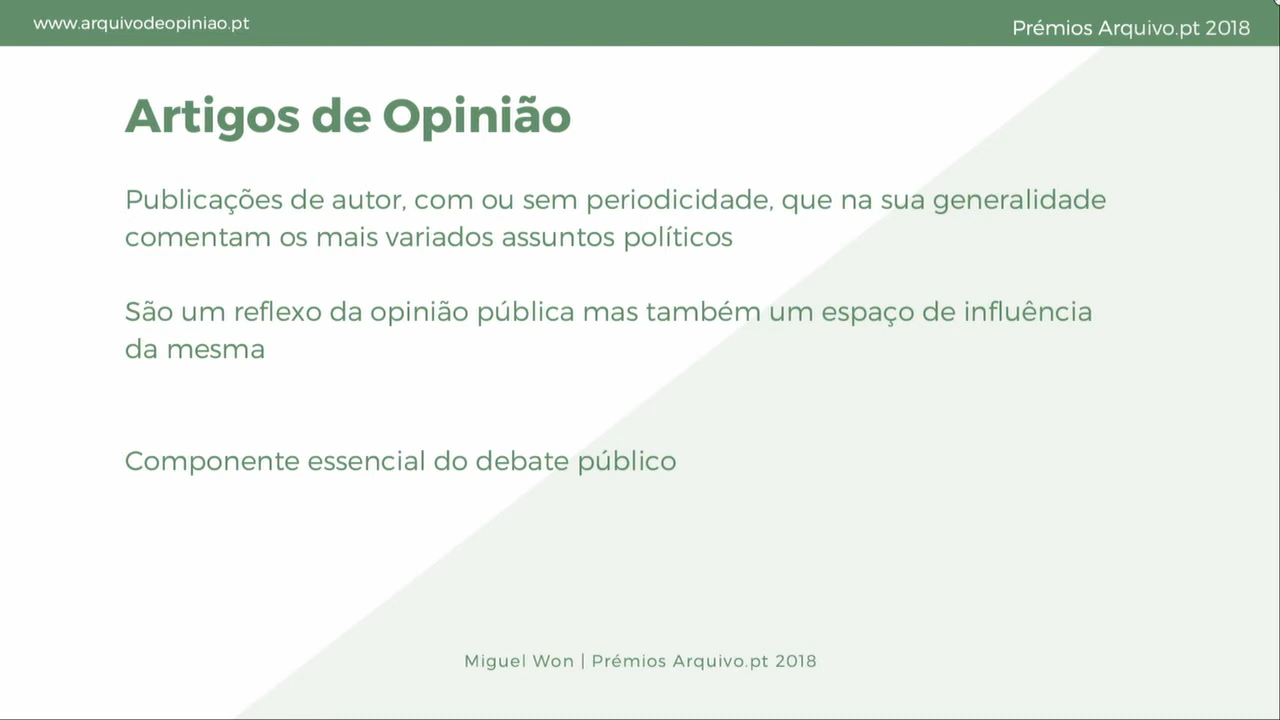 www.arquivodeopiniao.pt
Prémios Arquivo.pt 2018
Artigos de Opinião
Publicações de autor, com ou sem periodicidade, que na sua generalidade
comentam os mais variados assuntos políticos
São um reflexo da opinião pública mas também um espaço de influência
da mesma
Componente essencial do debate público
Miguel Won | Prémios Arquivo.pt 2018